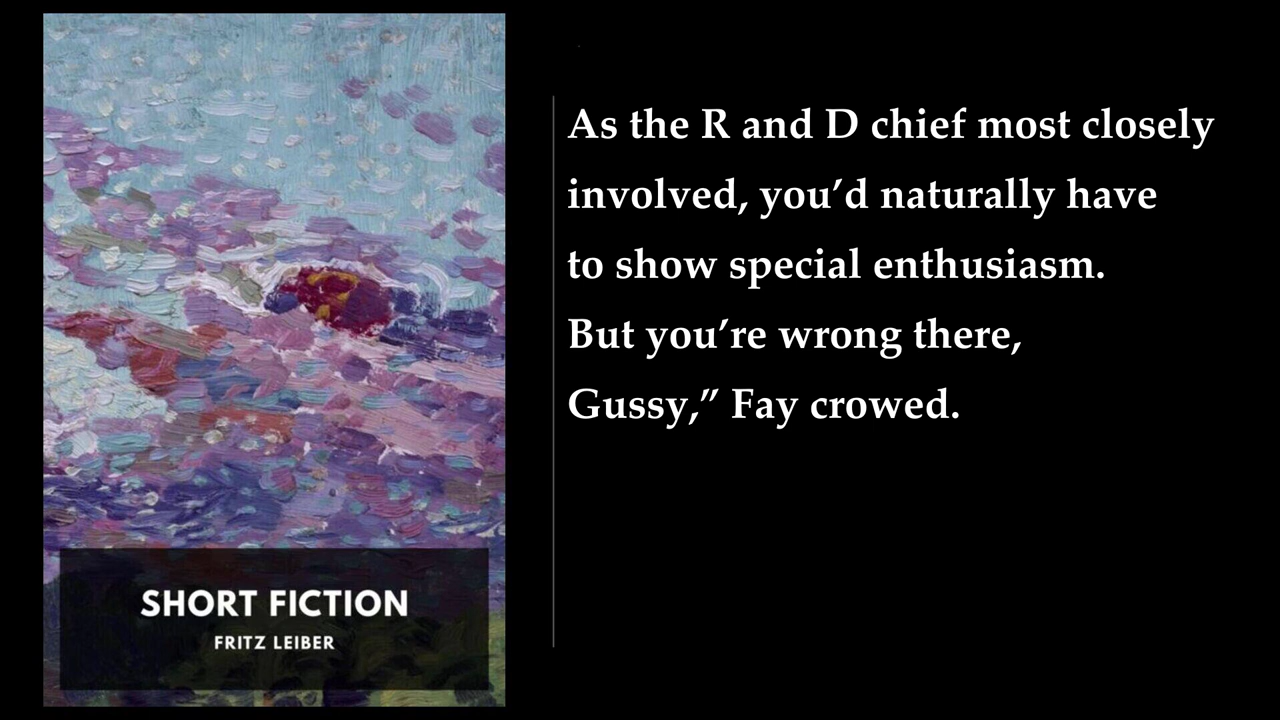 SHORT FICTION
FRITZ LEIBER
As the R and D chief most closely
involved, you’d naturally have
to show special enthusiasm.
But you’re wrong there,
Gussy,” Fay crowed.